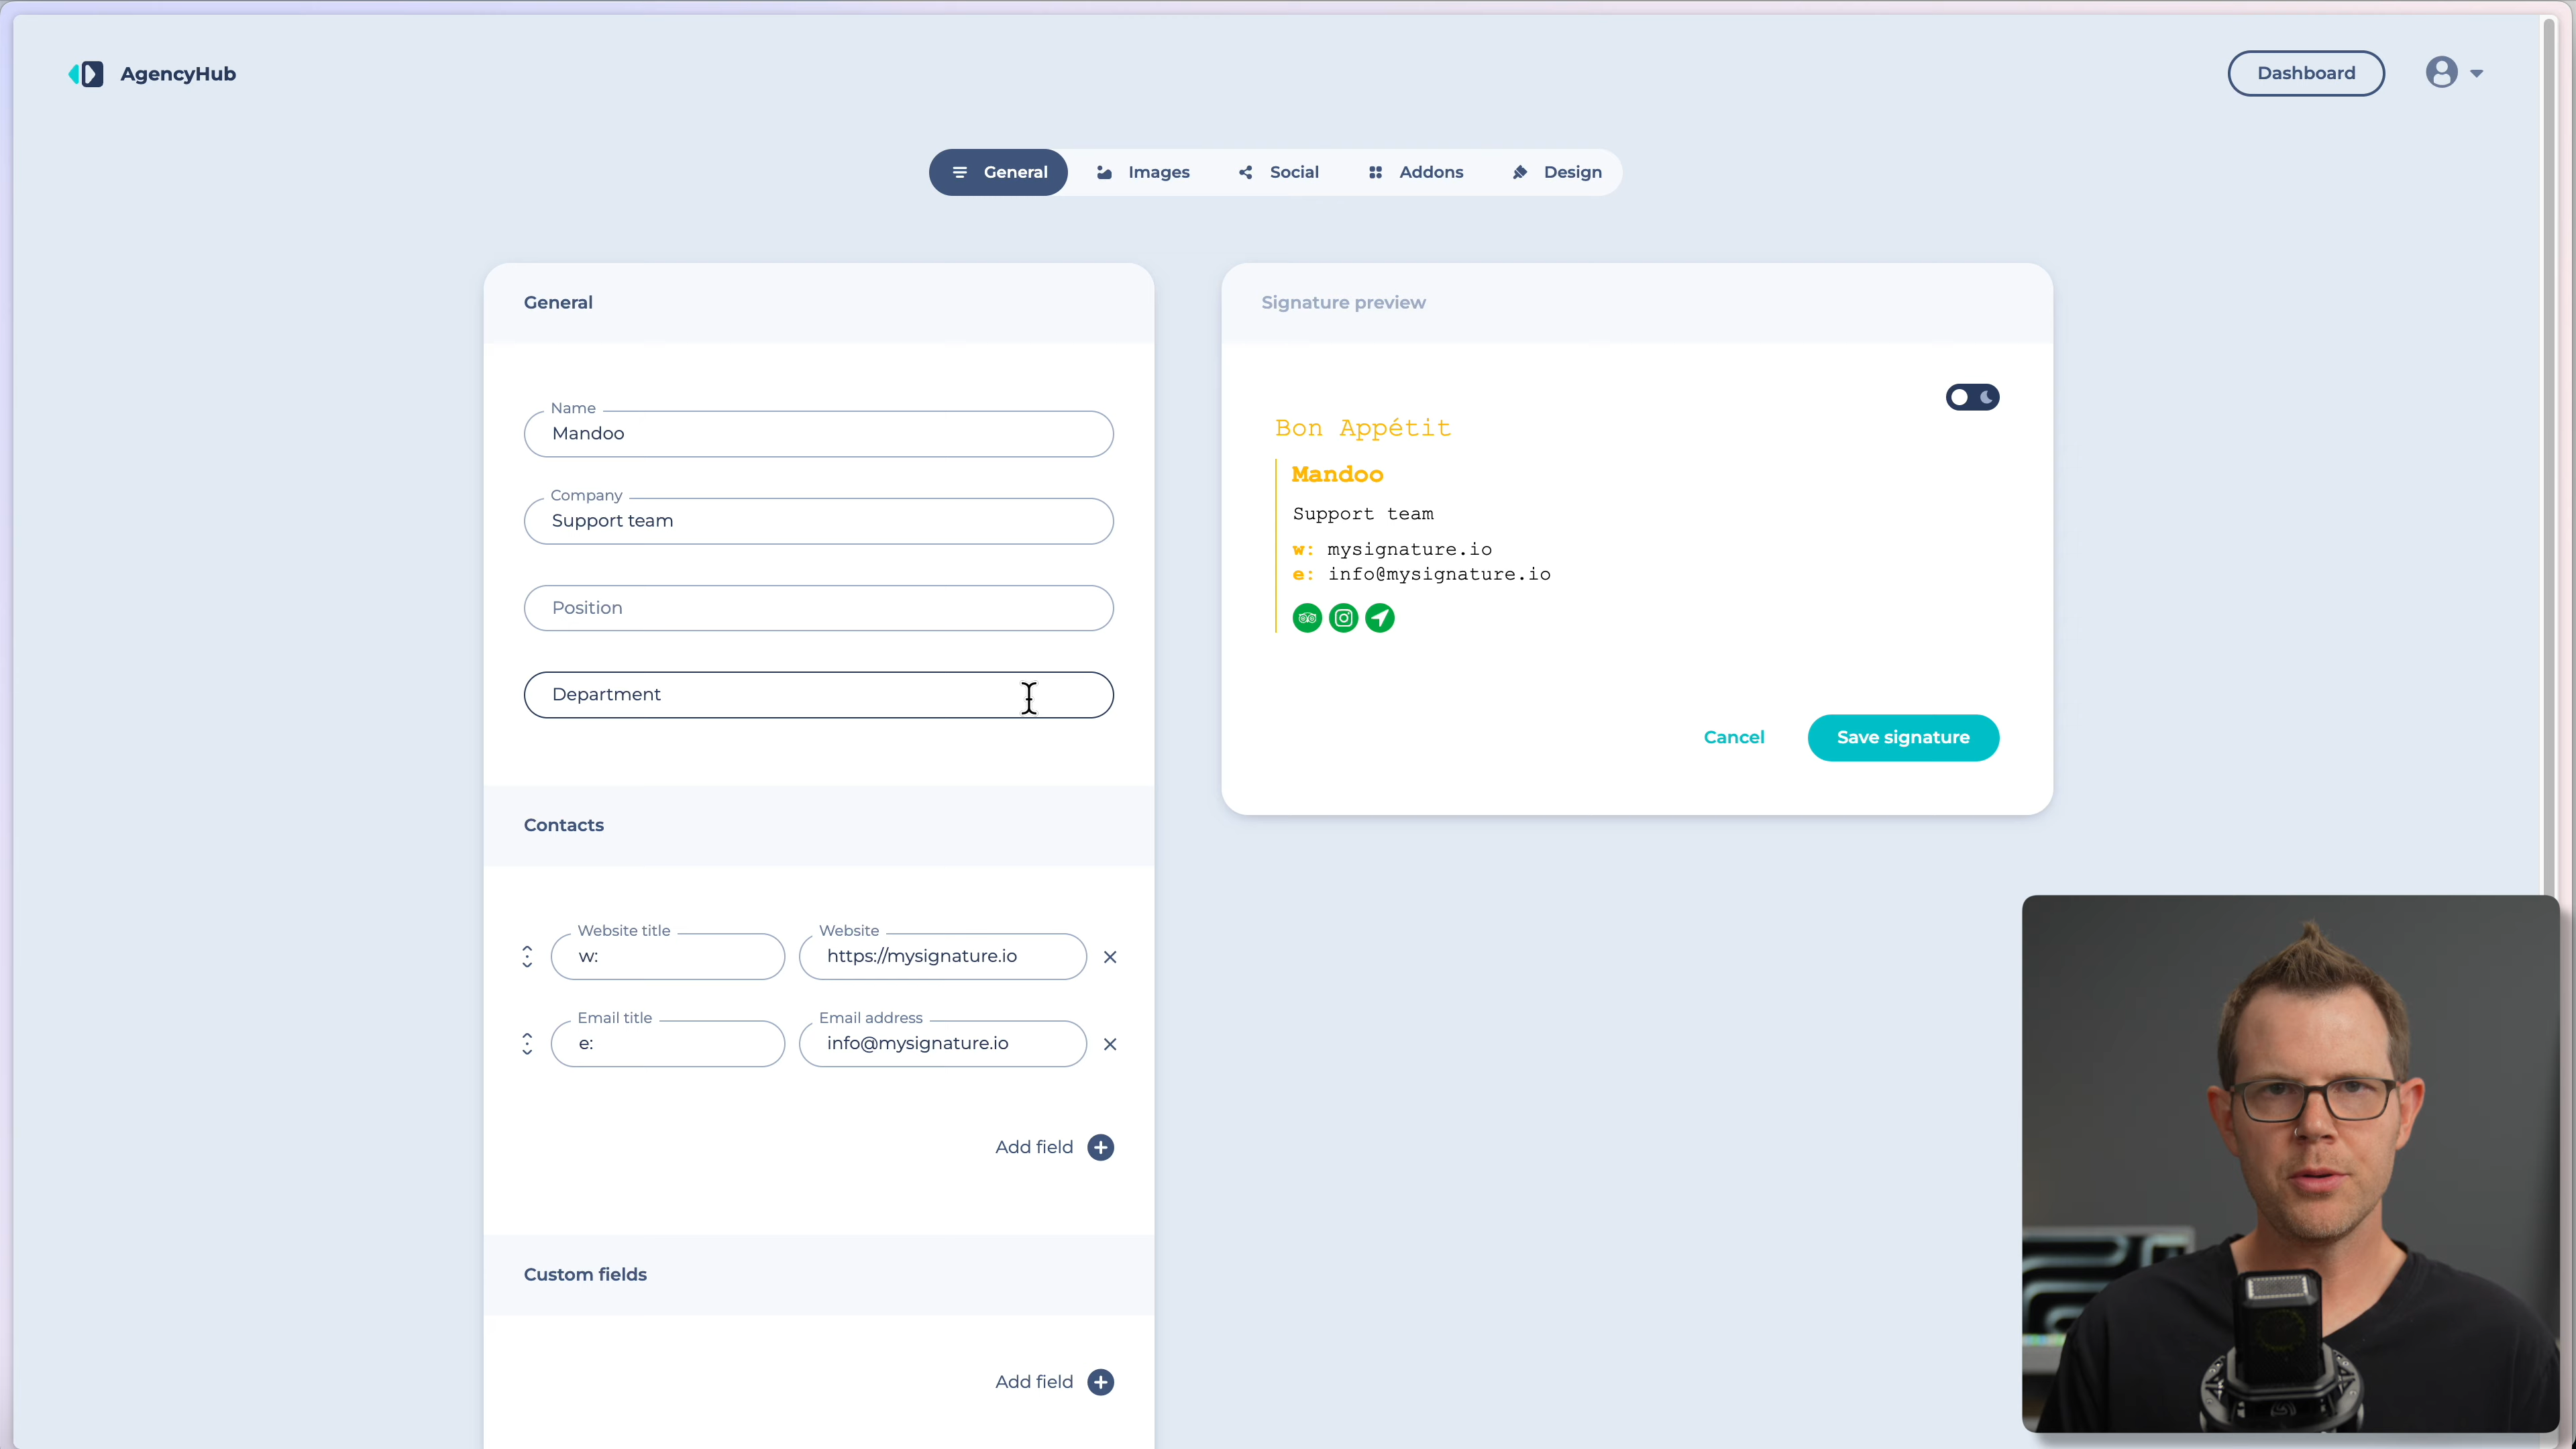 AgencyHub
Dashboard
General
Images
Social
Addons
Design
General
Name
Mandoo
Company
Support team
Position
Department
Contacts
Website title
w:
Website
https://mysignature.io
Email title
e:
Email address
info@mysignature.io
Add field
Custom fields
Add field
Signature preview
Bon Appétit
Mandoo
Support team
w: mysignature.io
e: info@mysignature.io
Cancel
Save signature